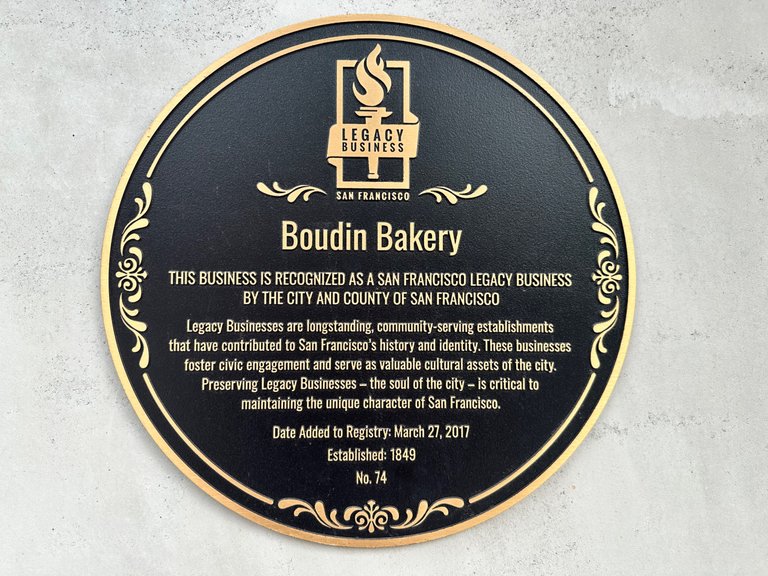 LEGACY
BUSINESS
SAN FRANCISCO
Boudin Bakery
THIS BUSINESS IS RECOGNIZED AS A SAN FRANCISCO LEGACY BUSINESS
BY THE CITY AND COUNTY OF SAN FRANCISCO
Legacy Businesses are longstanding, community-serving establishments
that have contributed to San Francisco's history and identity. These businesses
foster civic engagement and serve as valuable cultural assets of the city.
Preserving Legacy Businesses – the soul of the city – is critical to
maintaining the unique character of San Francisco.
Date Added to Registry: March 27, 2017
Established: 1849
No. 74